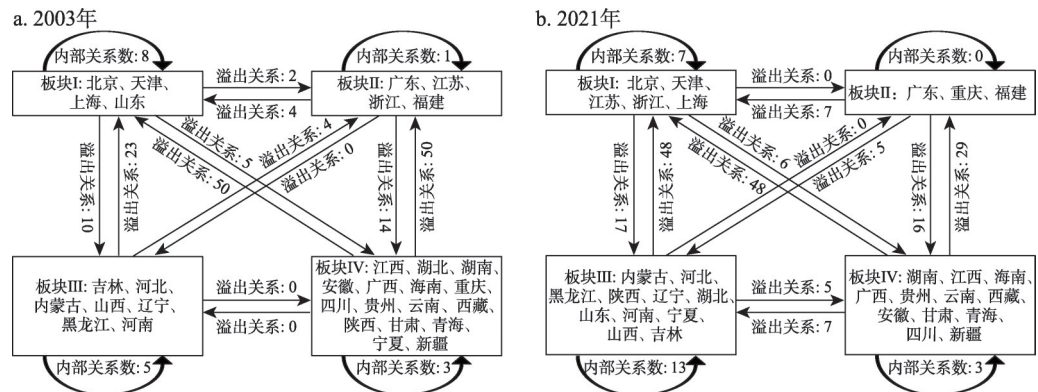 a. 2003年
内部关系数: 8
内部关系数: 1
板块I: 北京、天津、
上海、山东
溢出关系: 2
溢出关系: 4
板块II: 广东、江苏、
浙江、福建
溢出关系: 10
溢出关系: 23
溢出关系: 5
溢出关系: 50
溢出关系: 4
溢出关系: 0
溢出关系: 14
溢出关系: 50
板块III: 吉林、河北、
内蒙古、山西、辽宁、
黑龙江、河南
溢出关系: 0
溢出关系: 0
板块IV: 江西、湖北、湖南、
安徽、广西、海南、重庆、
四川、贵州、云南、西藏、
陕西、甘肃、青海、
宁夏、新疆
内部关系数: 5
内部关系数: 3
b. 2021年
内部关系数: 7
内部关系数: 0
板块I: 北京、天津、
江苏、浙江、上海
溢出关系: 0
溢出关系: 7
板块II：广东、重庆、福建
溢出关系: 17
溢出关系: 48
溢出关系: 6
溢出关系: 48
溢出关系: 0
溢出关系: 5
溢出关系: 16
溢出关系: 29
板块III: 内蒙古、河北、
黑龙江、陕西、辽宁、湖北、
山东、河南、宁夏、
山西、吉林
溢出关系: 5
溢出关系: 7
板块IV: 湖南、江西、海南、
广西、贵州、云南、西藏、
安徽、甘肃、青海、
四川、新疆
内部关系数: 13
内部关系数: 3